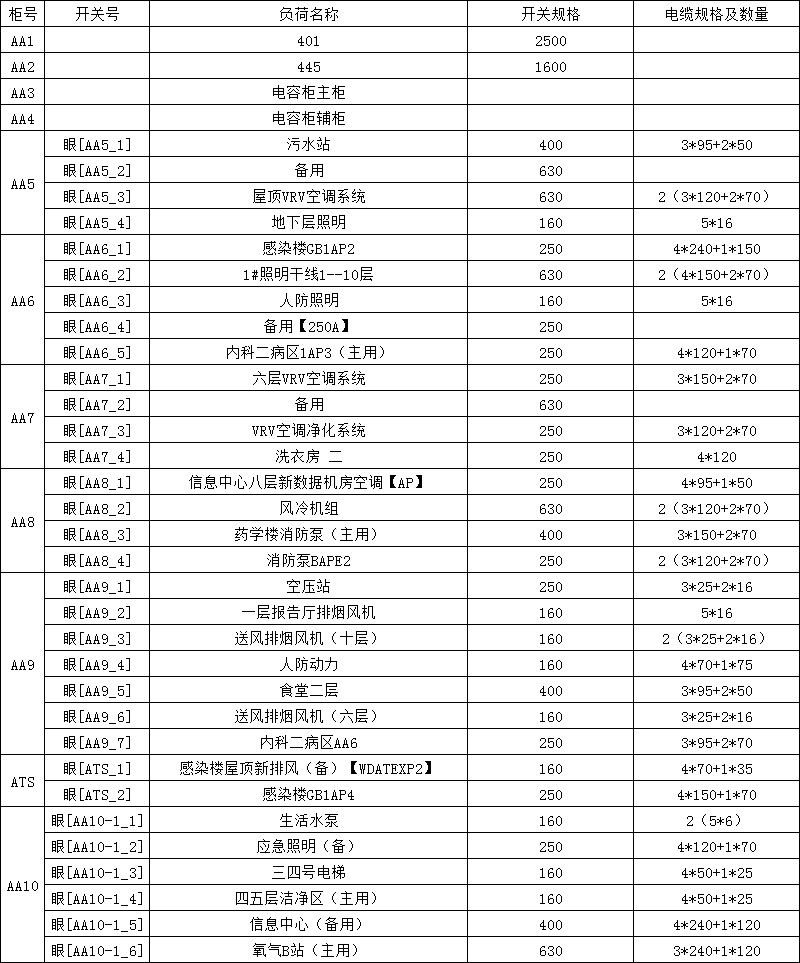 柜号 开关号 负荷名称 开关规格 电缆规格及数量
AA1 401 2500
AA2 445 1600
AA3 电容柜主柜
AA4 电容柜辅柜
AA5
眼[AA5_1] 污水站 400 3*95+2*50
眼[AA5_2] 备用 630
眼[AA5_3] 屋顶VRV空调系统 630 2（3*120+2*70）
眼[AA5_4] 地下层照明 160 5*16
AA6
眼[AA6_1] 感染楼GB1AP2 250 4*240+1*150
眼[AA6_2] 1#照明干线1--10层 630 2（4*150+2*70）
眼[AA6_3] 人防照明 160 5*16
眼[AA6_4] 备用【250A】 250
眼[AA6_5] 内科二病区1AP3（主用） 250 4*120+1*70
AA7
眼[AA7_1] 六层VRV空调系统 250 3*150+2*70
眼[AA7_2] 备用 630
眼[AA7_3] VRV空调净化系统 250 3*120+2*70
眼[AA7_4] 洗衣房 二 250 4*120
AA8
眼[AA8_1] 信息中心八层新数据机房空调【AP】 250 4*95+1*50
眼[AA8_2] 风冷机组 630 2（3*120+2*70）
眼[AA8_3] 药学楼消防泵（主用） 400 3*150+2*70
眼[AA8_4] 消防泵BAPE2 250 2（3*120+2*70）
AA9
眼[AA9_1] 空压站 250 3*25+2*16
眼[AA9_2] 一层报告厅排烟风机 160 5*16
眼[AA9_3] 送风排烟风机（十层） 160 2（3*25+2*16）
眼[AA9_4] 人防动力 160 4*70+1*75
眼[AA9_5] 食堂二层 400 3*95+2*50
眼[AA9_6] 送风排烟风机（六层） 160 3*25+2*16
眼[AA9_7] 内科二病区AA6 250 3*95+2*70
ATS
眼[ATS_1] 感染楼屋顶新排风（备）【WDATEXP2】 160 4*70+1*35
眼[ATS_2] 感染楼GB1AP4 250 4*150+1*70
AA10
眼[AA10-1_1] 生活水泵 160 2（5*6）
眼[AA10-1_2] 应急照明（备） 250 4*120+1*70
眼[AA10-1_3] 三四号电梯 160 4*50+1*25
眼[AA10-1_4] 四五层洁净区（主用） 160 4*50+1*25
眼[AA10-1_5] 信息中心（备用） 400 4*240+1*120
眼[AA10-1_6] 氧气B站（主用） 630 3*240+1*120